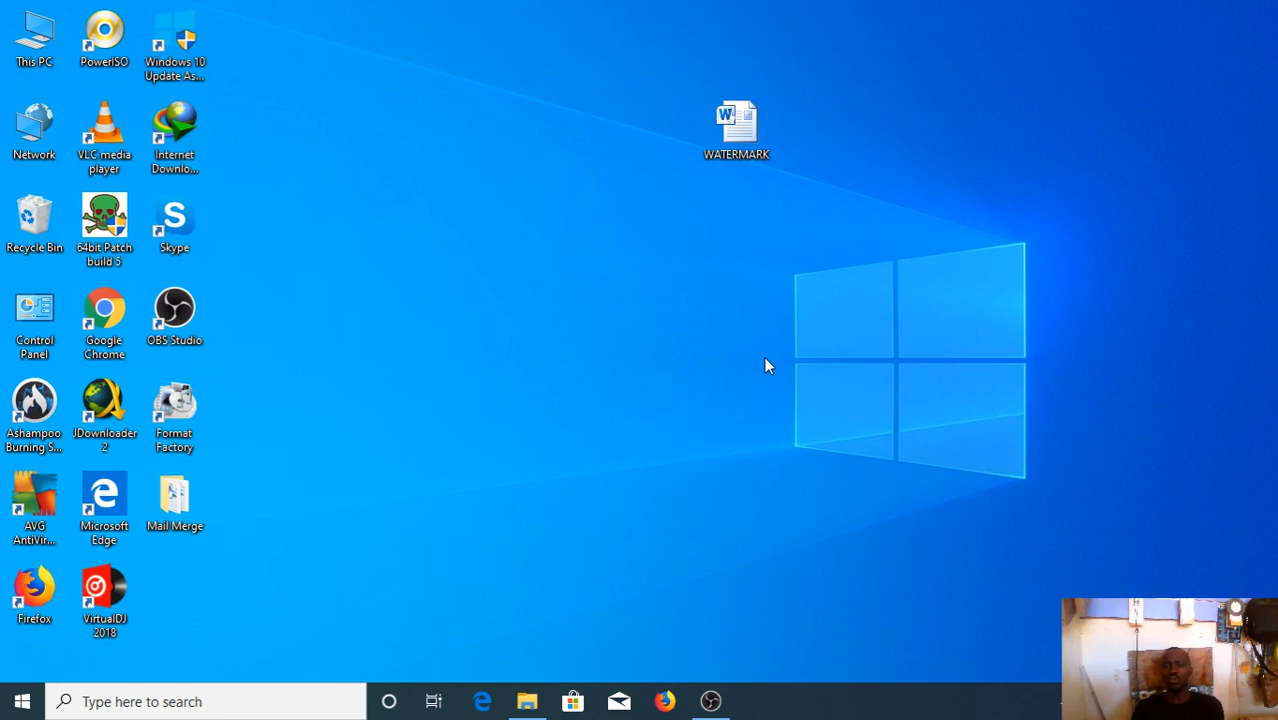 This PC
PowerISO
Windows 10
Update As...
WATERMARK
Network
VLC media
player
Internet
Downlo...
Recycle Bin
64bit Patch
build 5
Skype
Control
Panel
Google
Chrome
OBS Studio
Ashampoo
Burning S...
JDownloader
2
Format
Factory
AVG
AntiVir...
Microsoft
Edge
Mail Merge
Firefox
VirtualDJ
2018
Type here to search